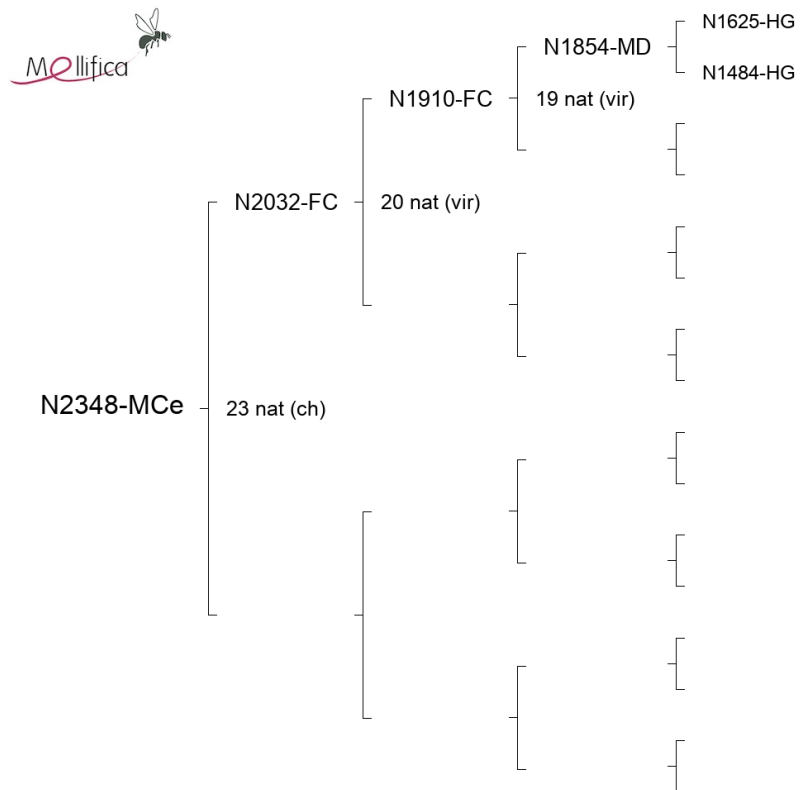 Mellifica
N1625-HG
N1854-MD
N1484-HG
N1910-FC
19 nat (vir)
N2032-FC
20 nat (vir)
N2348-MCe
23 nat (ch)